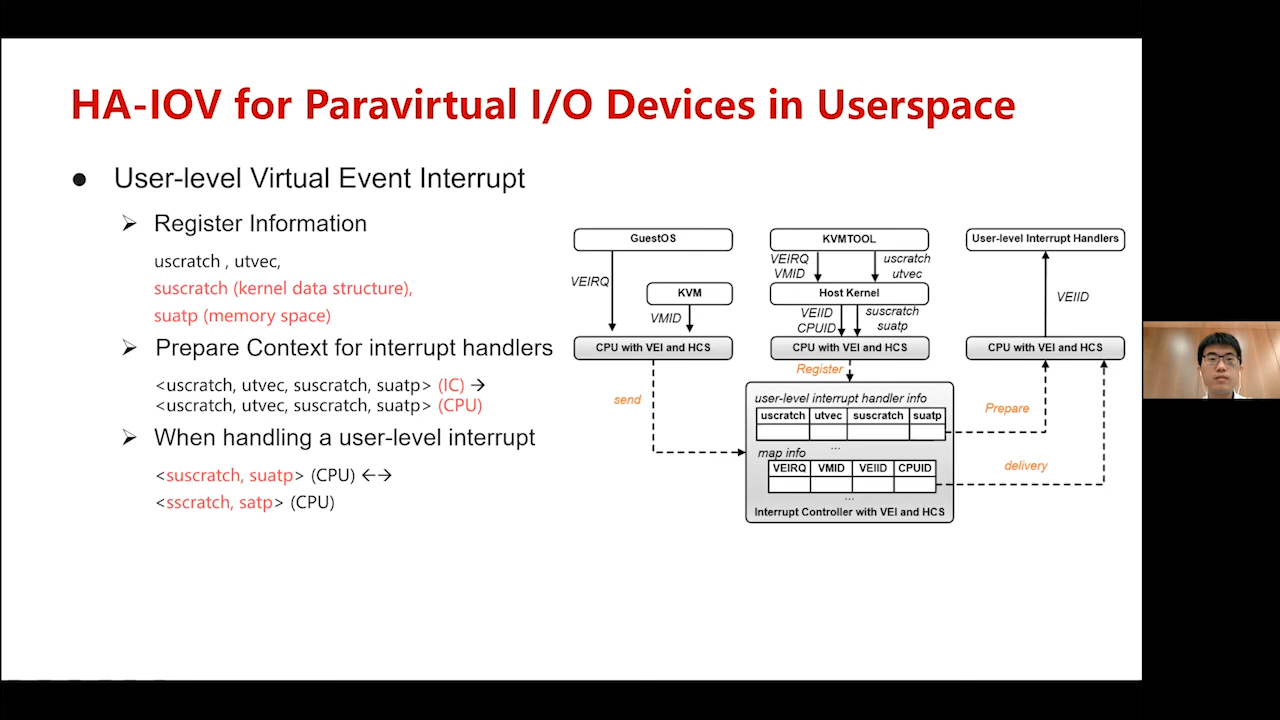 HA-IOV for Paravirtual I/O Devices in Userspace
● User-level Virtual Event Interrupt
➢ Register Information
uscratch , utvec,
suscratch (kernel data structure),
suatp (memory space)
➢ Prepare Context for interrupt handlers
<uscratch, utvec, suscratch, suatp> (IC) →
<uscratch, utvec, suscratch, suatp> (CPU)
➢ When handling a user-level interrupt
<suscratch, suatp> (CPU) ←→
<sscratch, satp> (CPU)
GuestOS
VEIRQ
KVM
VMID
CPU with VEI and HCS
send
KVMTOOL
VEIRQ
VMID
uscratch
utvec
Host Kernel
VEIID
CPUID
suscratch
suatp
CPU with VEI and HCS
Register
User-level Interrupt Handlers
VEIID
CPU with VEI and HCS
Prepare
delivery
user-level interrupt handler info
uscratch utvec suscratch suatp
...
map info
VEIRQ VMID VEIID CPUID
...
Interrupt Controller with VEI and HCS